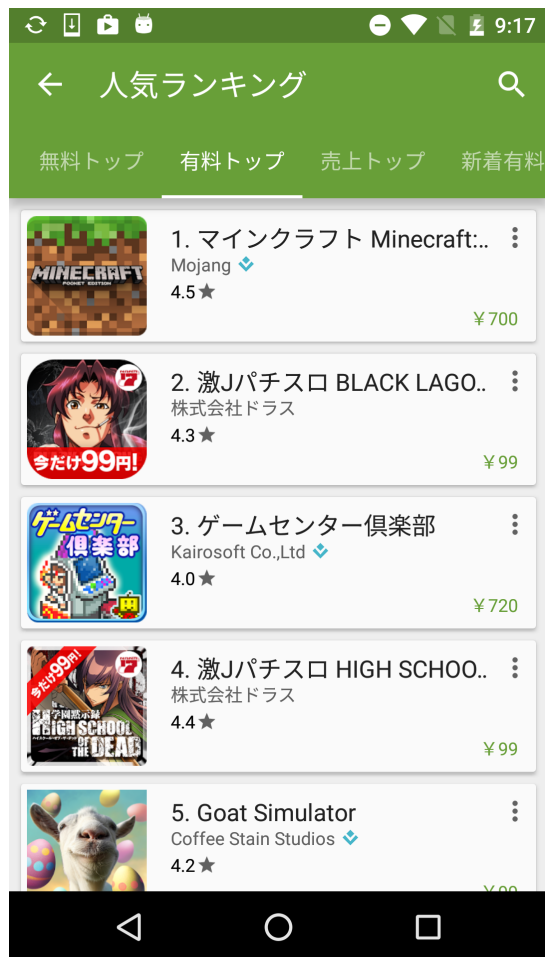 9:17
人気ランキング
無料トップ 有料トップ 売上トップ 新着有料
MINECRAFT
POCKET EDITION
1. マインクラフト Minecraft:..
Mojang
4.5
￥700
今だけ99円!
2. 激Jパチスロ BLACK LAGO..
株式会社ドラス
4.3
￥99
ゲームセンター
倶楽部
3. ゲームセンター倶楽部
Kairosoft Co.,Ltd
4.0
￥720
今だけ99円!
学園黙示録
HIGH SCHOOL
OF THE DEAD
4. 激Jパチスロ HIGH SCHOO..
株式会社ドラス
4.4
￥99
5. Goat Simulator
Coffee Stain Studios
4.2
￥99